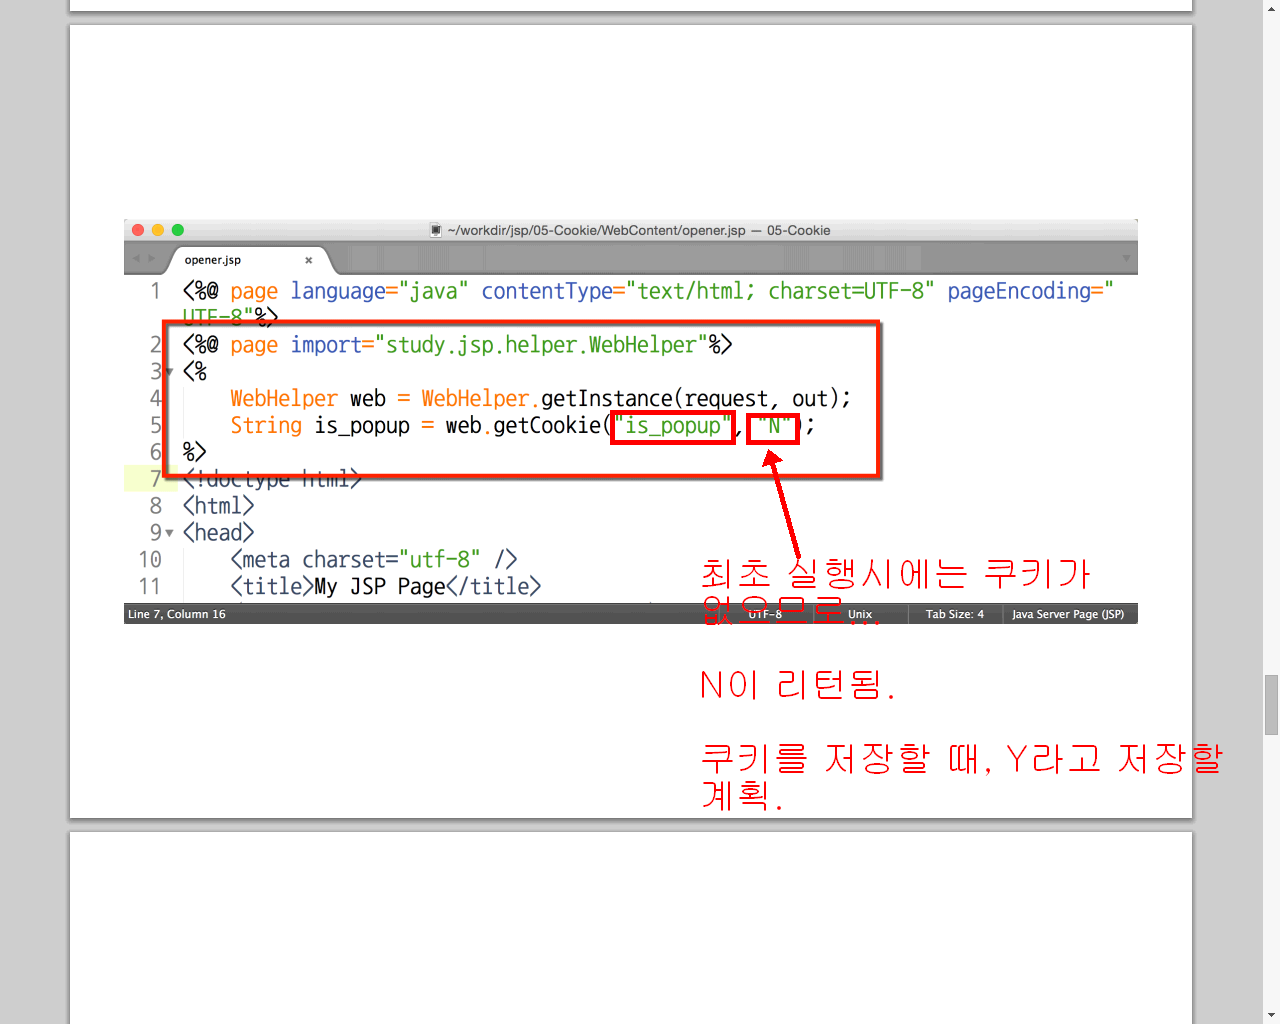 ~/workdir/jsp/05-Cookie/WebContent/opener.jsp — 05-Cookie
opener.jsp ×
1 <%@ page language="java" contentType="text/html; charset=UTF-8" pageEncoding="
UTF-8"%>
2 <%@ page import="study.jsp.helper.WebHelper"%>
3 <%
4 WebHelper web = WebHelper.getInstance(request, out);
5 String is_popup = web.getCookie("is_popup", "N");
6 %>
7 <!doctype html>
8 <html>
9 <head>
10 <meta charset="utf-8" />
11 <title>My JSP Page</title>
Line 7, Column 16 UTF-8 Unix Tab Size: 4 Java Server Page (JSP)
최초 실행시에는 쿠키가
없으므로...
N이 리턴됨.
쿠키를 저장할 때, Y라고 저장할
계획.